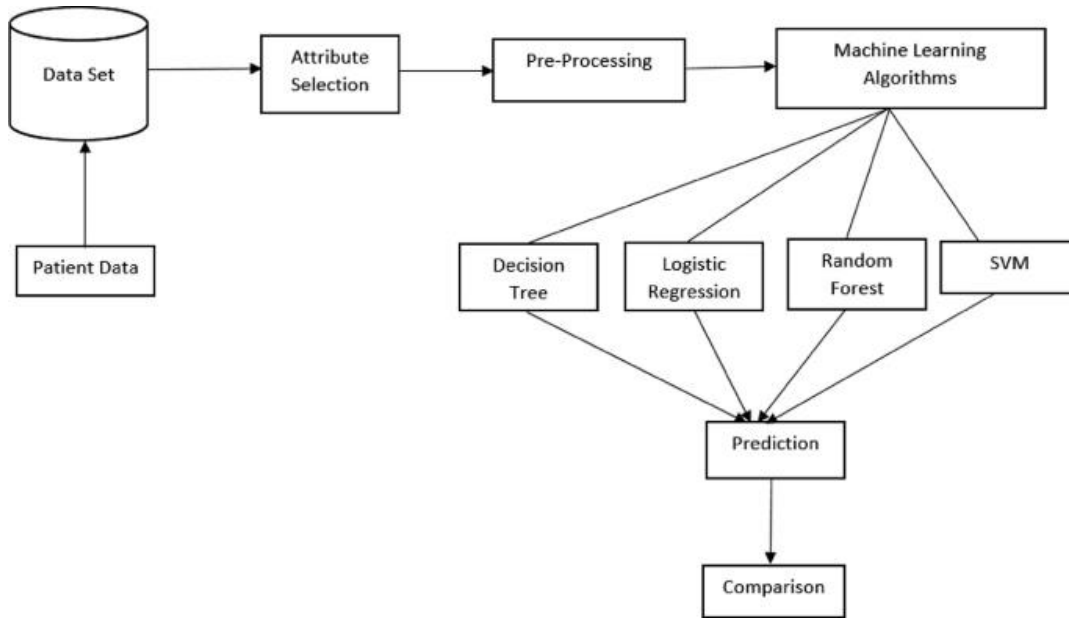 Data Set
Attribute
Selection
Pre-Processing
Machine Learning
Algorithms
Patient Data
Decision
Tree
Logistic
Regression
Random
Forest
SVM
Prediction
Comparison